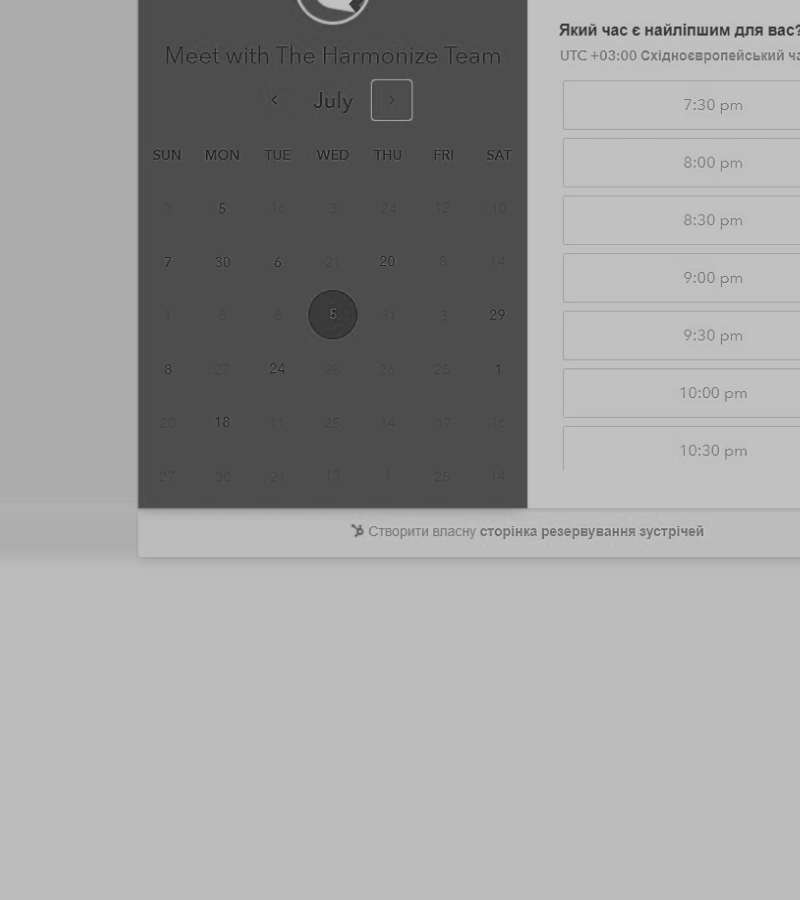 Meet with The Harmonize Team
July
SUN MON TUE WED THU FRI SAT
3 5 16 3 24 12 10
7 30 6 21 20 8 14
1 8 8 5 31 3 29
8 27 24 28 26 25 1
20 18 11 25 14 17 16
27 30 21 13 1 25 14
Який час є найліпшим для вас?
UTC +03:00 Східноєвропейський ча
7:30 pm
8:00 pm
8:30 pm
9:00 pm
9:30 pm
10:00 pm
10:30 pm
Створити власну сторінка резервування зустрічей